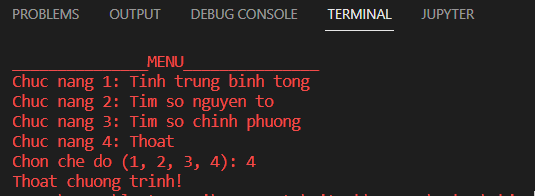 PROBLEMS OUTPUT DEBUG CONSOLE TERMINAL JUPYTER
_______________MENU_______________
Chuc nang 1: Tinh trung binh tong
Chuc nang 2: Tim so nguyen to
Chuc nang 3: Tim so chinh phuong
Chuc nang 4: Thoat
Chon che do (1, 2, 3, 4): 4
Thoat chuong trinh!